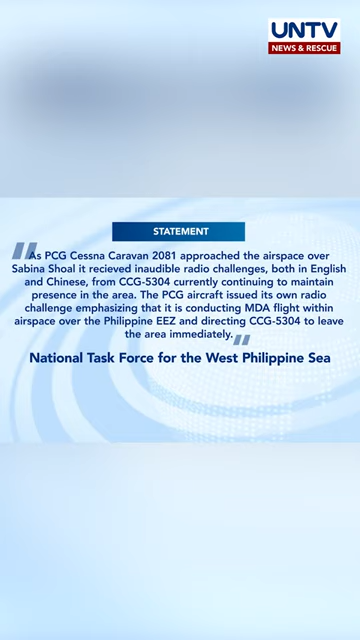 UNTV
NEWS & RESCUE
STATEMENT
"As PCG Cessna Caravan 2081 approached the airspace over
Sabina Shoal it recieved inaudible radio challenges, both in English
and Chinese, from CCG-5304 currently continuing to maintain
presence in the area. The PCG aircraft issued its own radio
challenge emphasizing that it is conducting MDA flight within
airspace over the Philippine EEZ and directing CCG-5304 to leave
the area immediately."
National Task Force for the West Philippine Sea